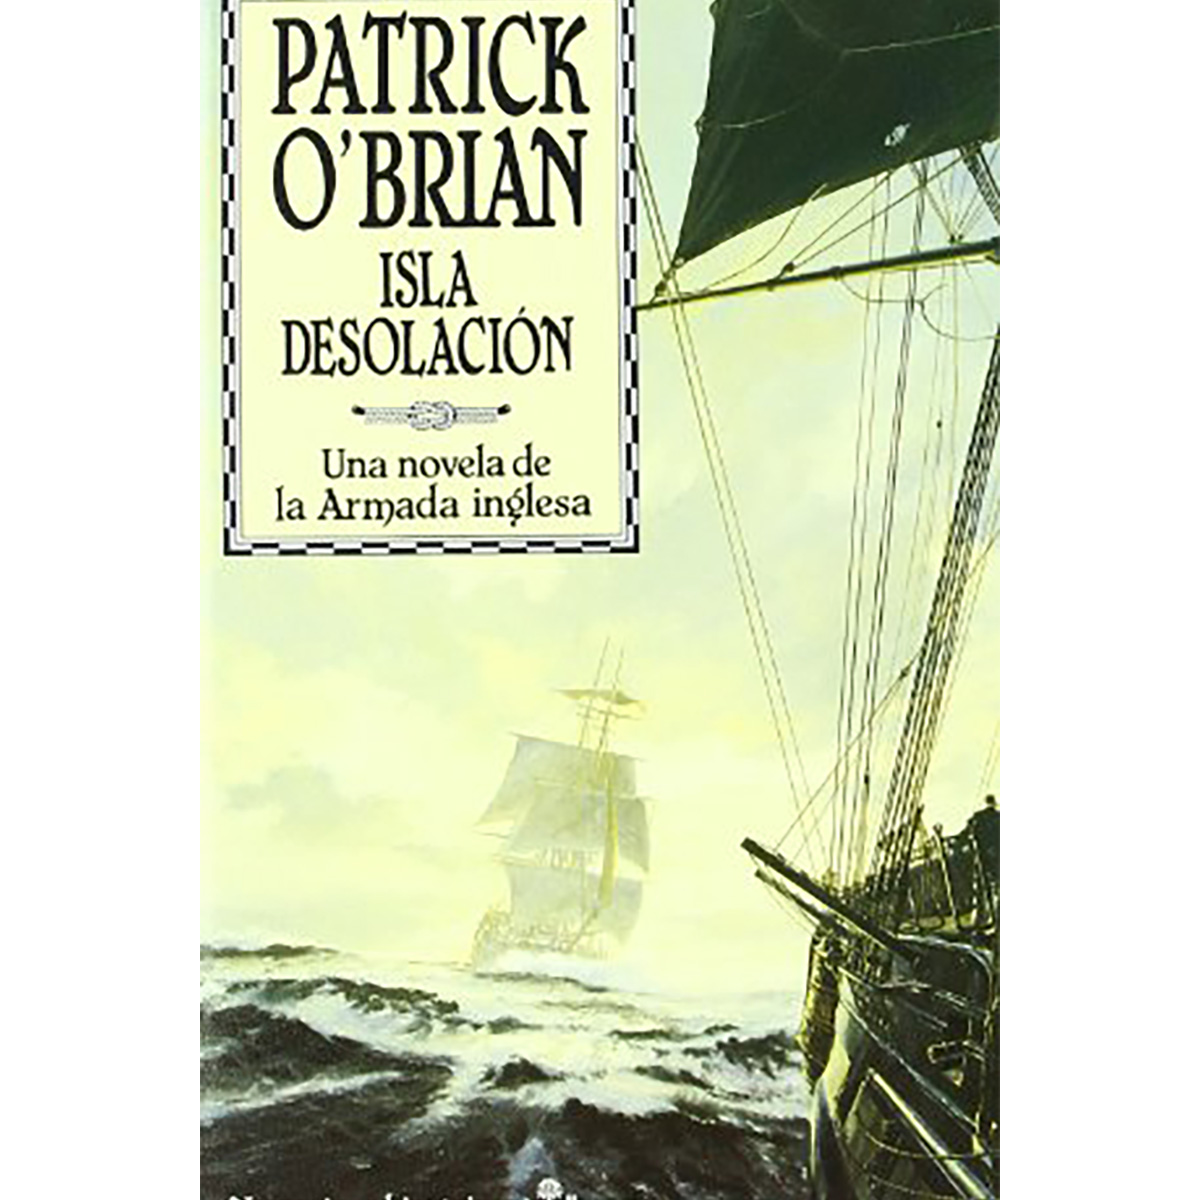 PATRICK
O'BRIAN
ISLA
DESOLACIÓN
Una novela de
la Armada inglesa